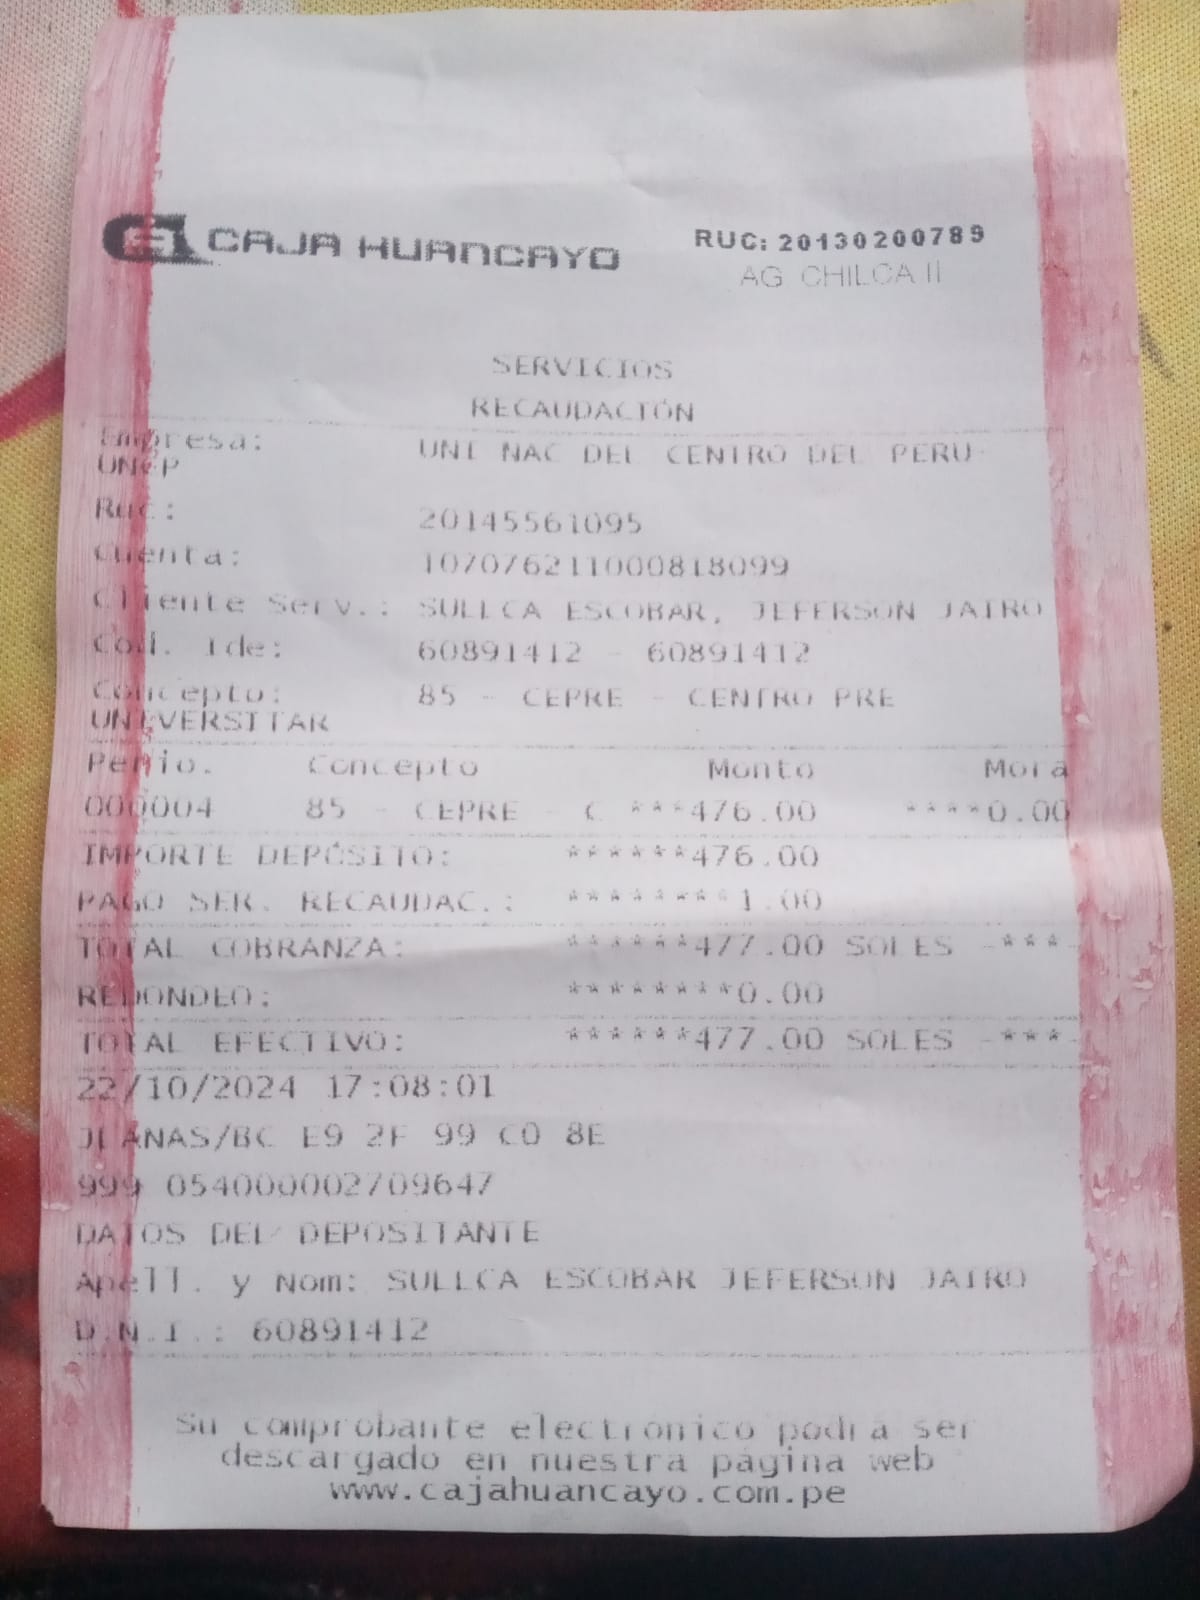 CAJA HUANCAYO
RUC: 20130200789
AG CHILCA II
SERVICIOS
RECAUDACIÓN
Empresa: UNI NAC DEL CENTRO DEL PERU-
UNCP
Ruc: 20145561095
Cuenta: 107076211000818099
Cliente Serv.: SULLCA ESCOBAR, JEFERSON JAIRO
Cod. Ide: 60891412 - 60891412
Concepto: 85 - CEPRE - CENTRO PRE
UNIVERSITAR
Perio. Concepto Monto Mora
000004 85 - CEPRE - C ***476.00 ****0.00
IMPORTE DEPÓSITO: ******476.00
PAGO SER. RECAUDAC.: ********1.00
TOTAL COBRANZA: ******477.00 SOLES -***-
REDONDEO: ********0.00
TOTAL EFECTIVO: ******477.00 SOLES -***-
22/10/2024 17:08:01
JLANAS/BC E9 2F 99 C0 8E
999 054000002709647
DATOS DEL DEPOSITANTE
Apell. y Nom: SULLCA ESCOBAR JEFERSON JAIRO
D.N.I.: 60891412
Su comprobante electrónico podrá ser
descargado en nuestra página web
www.cajahuancayo.com.pe